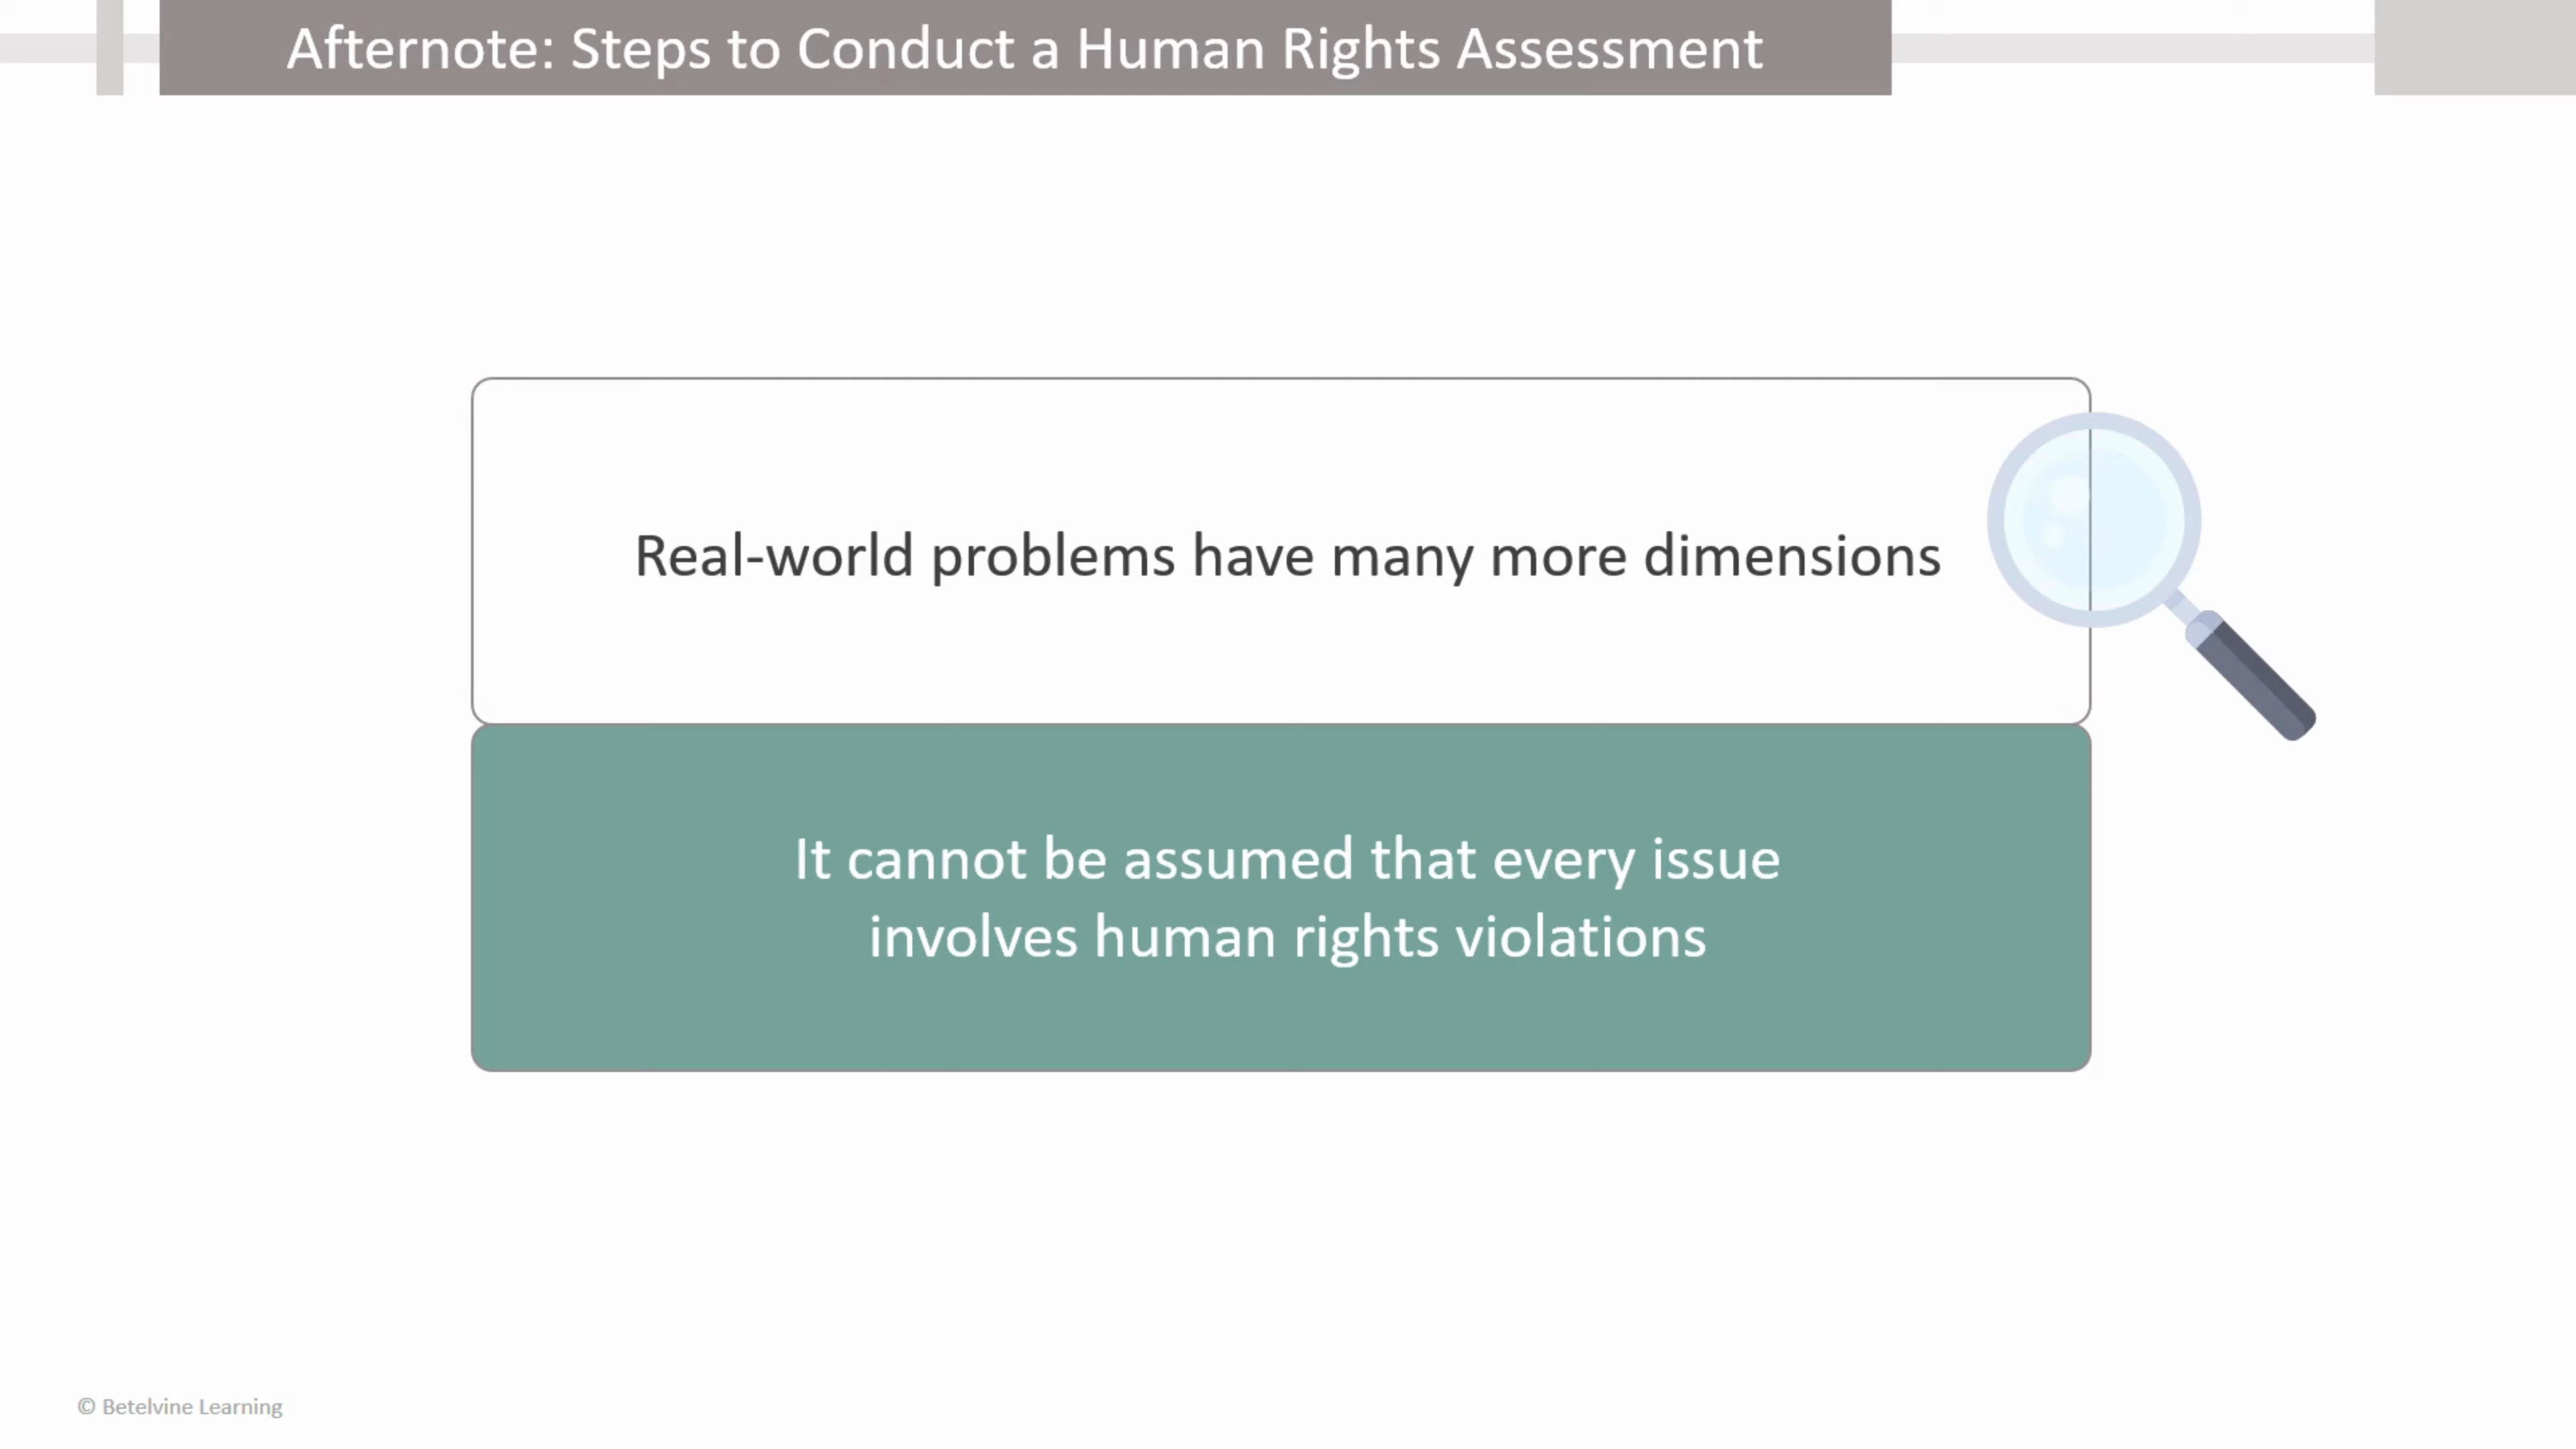 Afternote: Steps to Conduct a Human Rights Assessment
Real-world problems have many more dimensions
It cannot be assumed that every issue
involves human rights violations
© Betelvine Learning